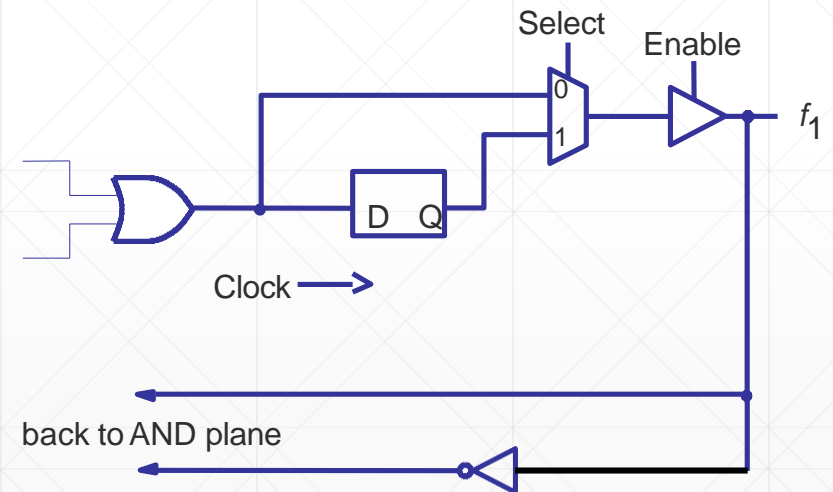 Select
Enable
0
f1
1
D Q
Clock
back to AND plane